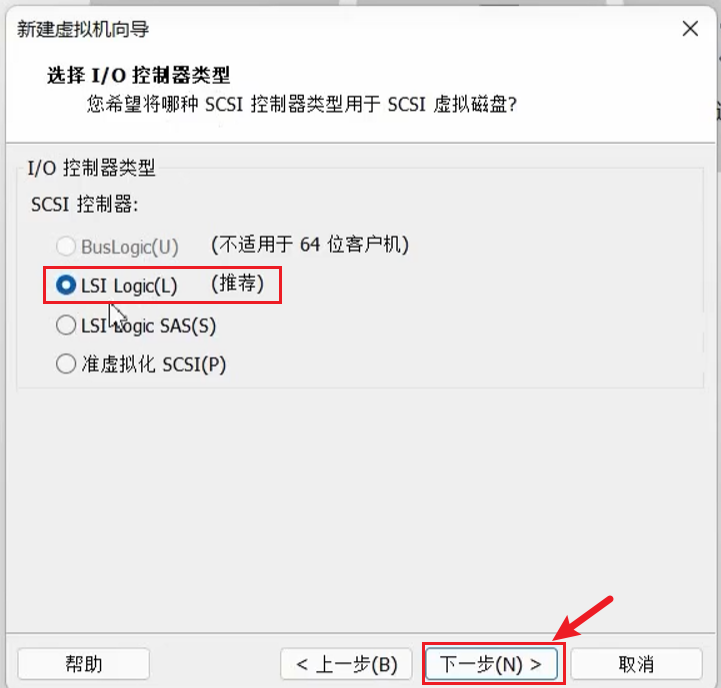 新建虚拟机向导
选择 I/O 控制器类型
您希望将哪种 SCSI 控制器类型用于 SCSI 虚拟磁盘?
I/O 控制器类型
SCSI 控制器:
BusLogic(U) (不适用于 64 位客户机)
LSI Logic(L) (推荐)
LSI Logic SAS(S)
准虚拟化 SCSI(P)
帮助 < 上一步(B) 下一步(N) > 取消